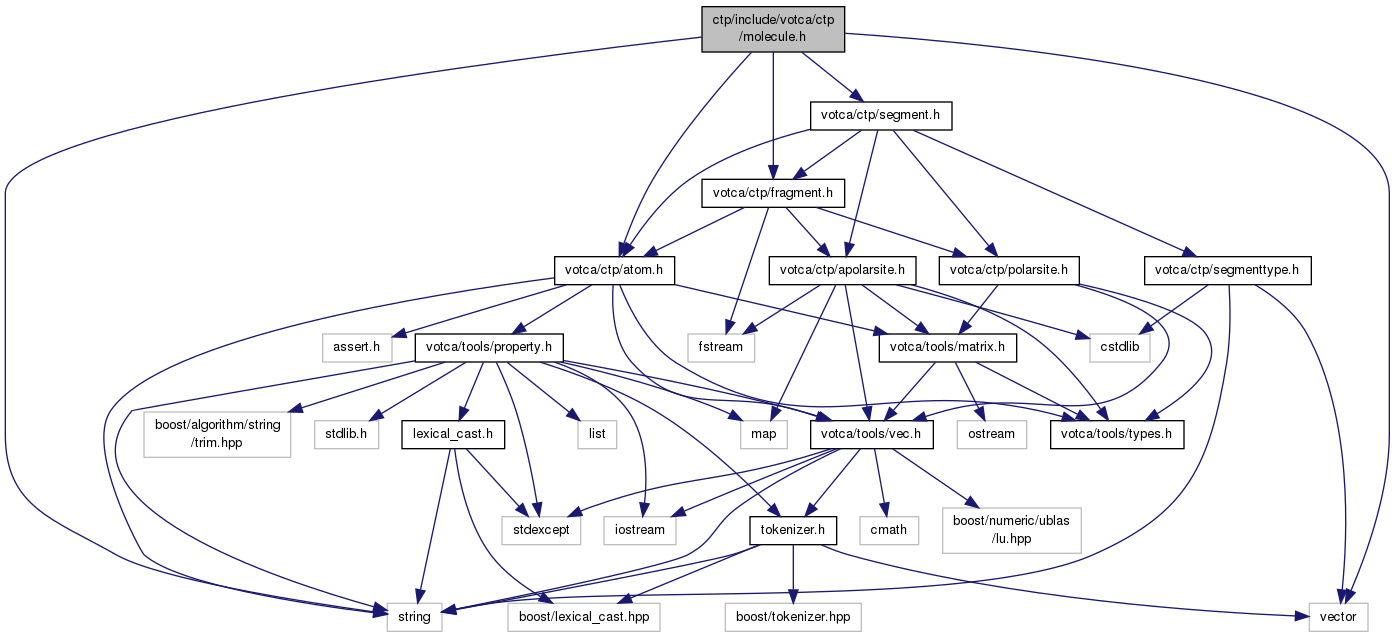 ctp/include/votca/ctp
/molecule.h
votca/ctp/segment.h
votca/ctp/fragment.h
votca/ctp/atom.h
votca/ctp/apolarsite.h
votca/ctp/polarsite.h
votca/ctp/segmenttype.h
assert.h
votca/tools/property.h
fstream
votca/tools/matrix.h
cstdlib
boost/algorithm/string
/trim.hpp
stdlib.h
lexical_cast.h
list
map
votca/tools/vec.h
ostream
votca/tools/types.h
stdexcept
iostream
tokenizer.h
cmath
boost/numeric/ublas
/lu.hpp
string
boost/lexical_cast.hpp
boost/tokenizer.hpp
vector